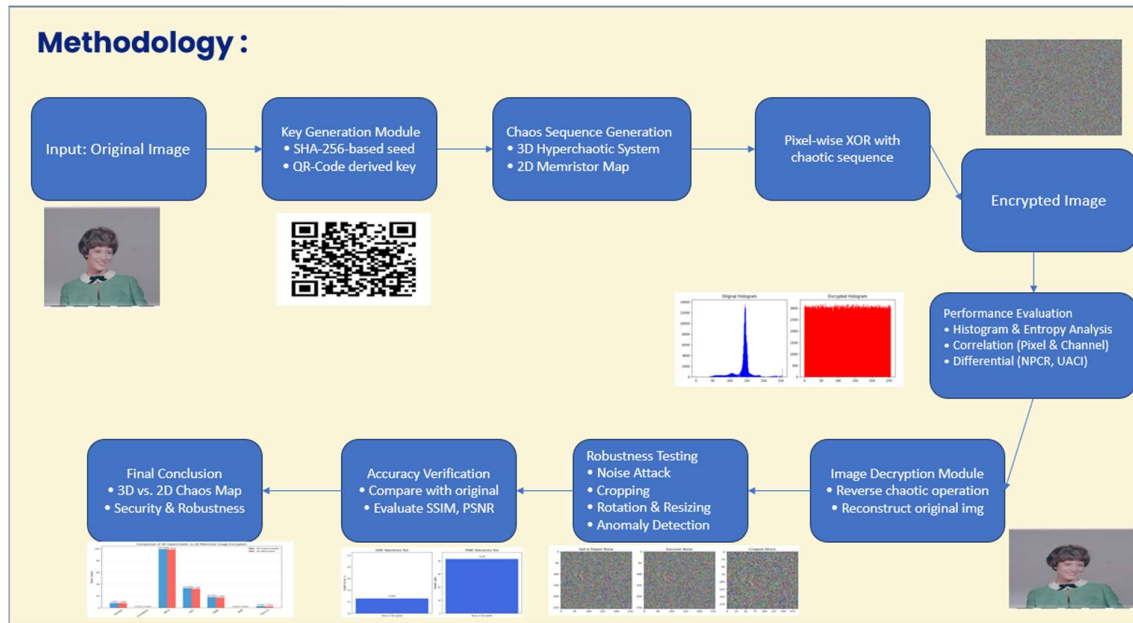 Methodology :
Input: Original Image
Key Generation Module
• SHA-256-based seed
• QR-Code derived key
Chaos Sequence Generation
• 3D Hyperchaotic System
• 2D Memristor Map
Pixel-wise XOR with
chaotic sequence
Encrypted Image
Original Histogram
Encrypted Histogram
Performance Evaluation
• Histogram & Entropy Analysis
• Correlation (Pixel & Channel)
• Differential (NPCR, UACI)
Final Conclusion
• 3D vs. 2D Chaos Map
• Security & Robustness
Accuracy Verification
• Compare with original
• Evaluate SSIM, PSNR
Robustness Testing
• Noise Attack
• Cropping
• Rotation & Resizing
• Anomaly Detection
Image Decryption Module
• Reverse chaotic operation
• Reconstruct original img
Salt & Pepper Noise
Gaussian Noise
Cropped Attack